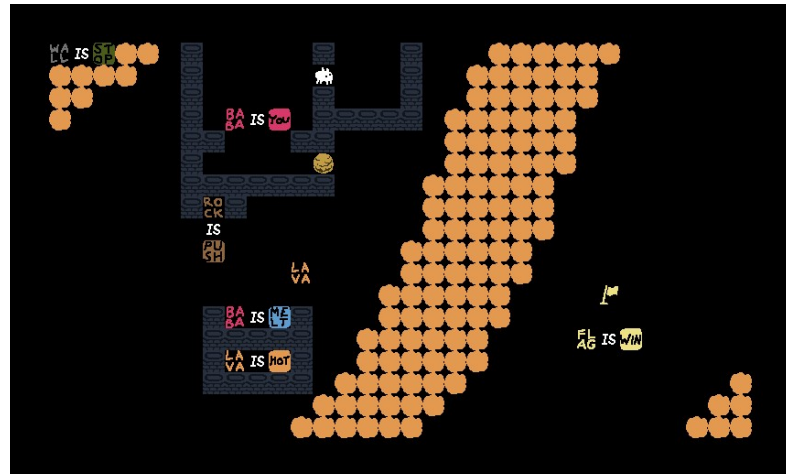 WALL IS STOP
BABA IS YOU
ROCK
IS
PUSH
LAVA
BABA IS MELT
FLAG IS WIN
LAVA IS HOT